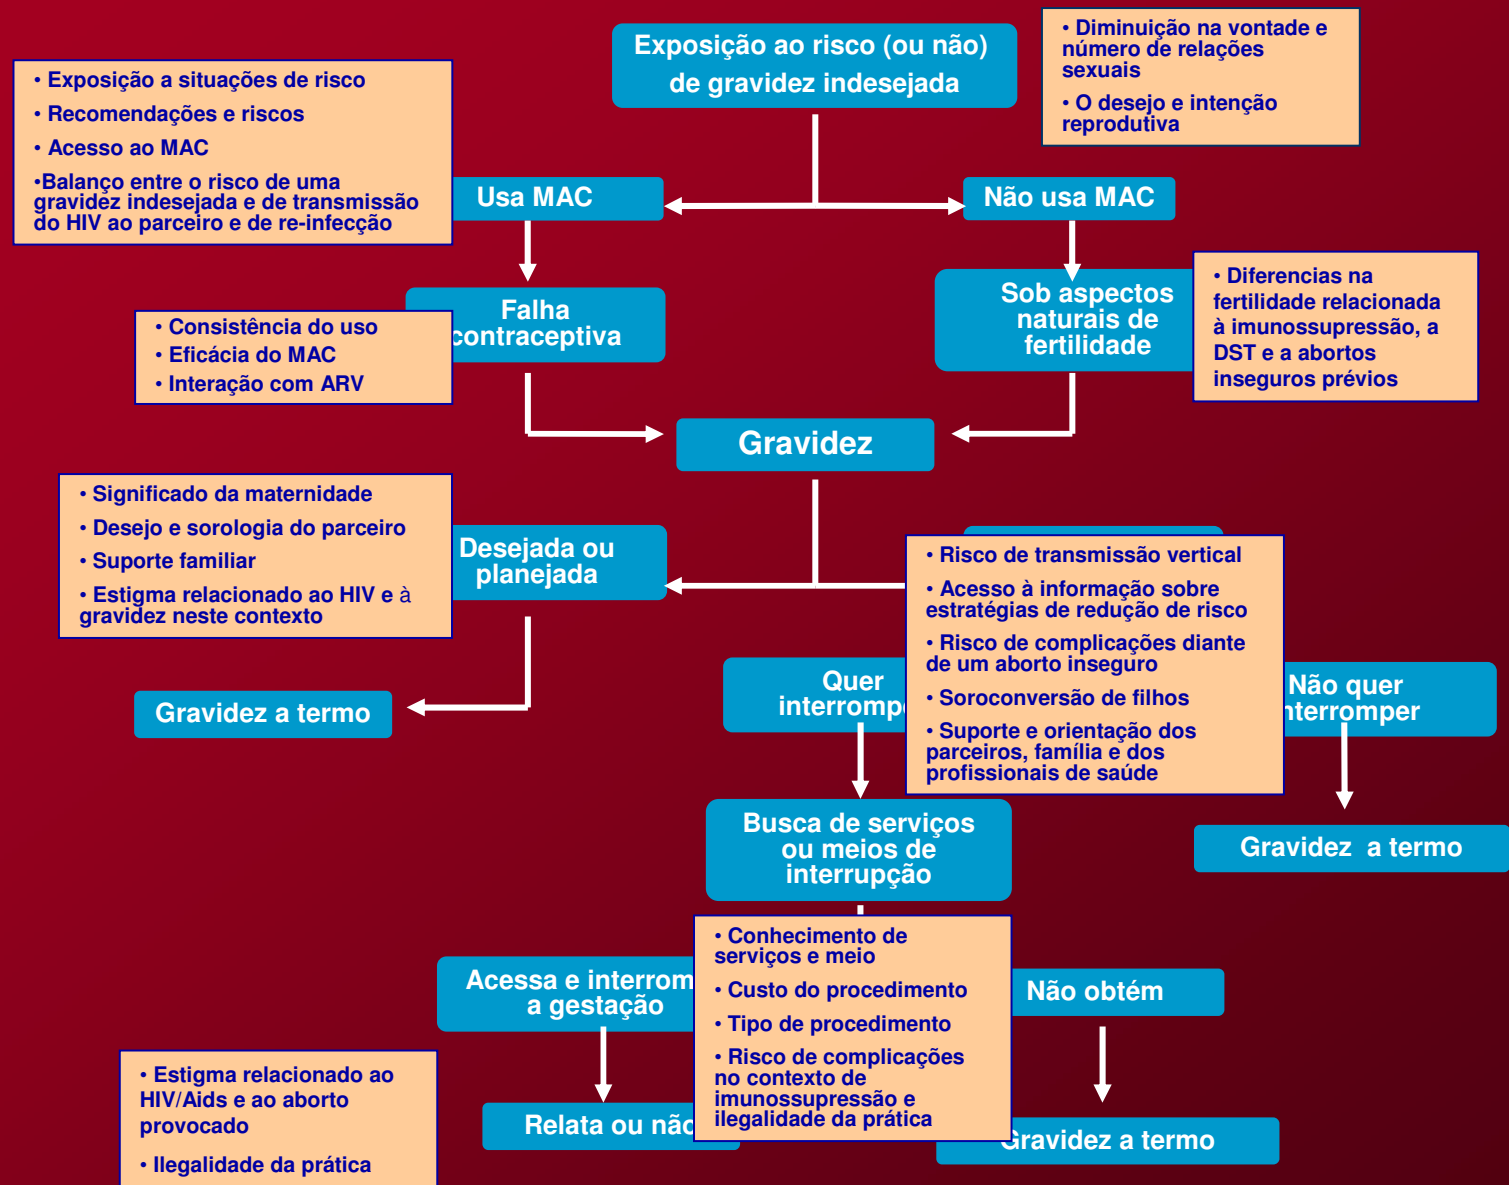 Exposição ao risco (ou não)
de gravidez indesejada
• Diminuição na vontade e
número de relações
sexuais
• O desejo e intenção
reprodutiva
• Exposição a situações de risco
• Recomendações e riscos
• Acesso ao MAC
•Balanço entre o risco de uma
gravidez indesejada e de transmissão
do HIV ao parceiro e de re-infecção
Usa MAC
Não usa MAC
Falha
contraceptiva
• Consistência do uso
• Eficácia do MAC
• Interação com ARV
Sob aspectos
naturais de
fertilidade
• Diferencias na
fertilidade relacionada
à imunossupressão, a
DST e a abortos
inseguros prévios
Gravidez
• Significado da maternidade
• Desejo e sorologia do parceiro
• Suporte familiar
• Estigma relacionado ao HIV e à
gravidez neste contexto
Desejada ou
planejada
• Risco de transmissão vertical
• Acesso à informação sobre
estratégias de redução de risco
• Risco de complicações diante
de um aborto inseguro
• Soroconversão de filhos
• Suporte e orientação dos
parceiros, família e dos
profissionais de saúde
Gravidez a termo
Quer
interrompe
Não quer
nterromper
Busca de serviços
ou meios de
interrupção
Gravidez a termo
• Conhecimento de
serviços e meio
• Custo do procedimento
• Tipo de procedimento
• Risco de complicações
no contexto de
imunossupressão e
ilegalidade da prática
Acessa e interrom
a gestação
Não obtém
• Estigma relacionado ao
HIV/Aids e ao aborto
provocado
• Ilegalidade da prática
Relata ou não
Gravidez a termo